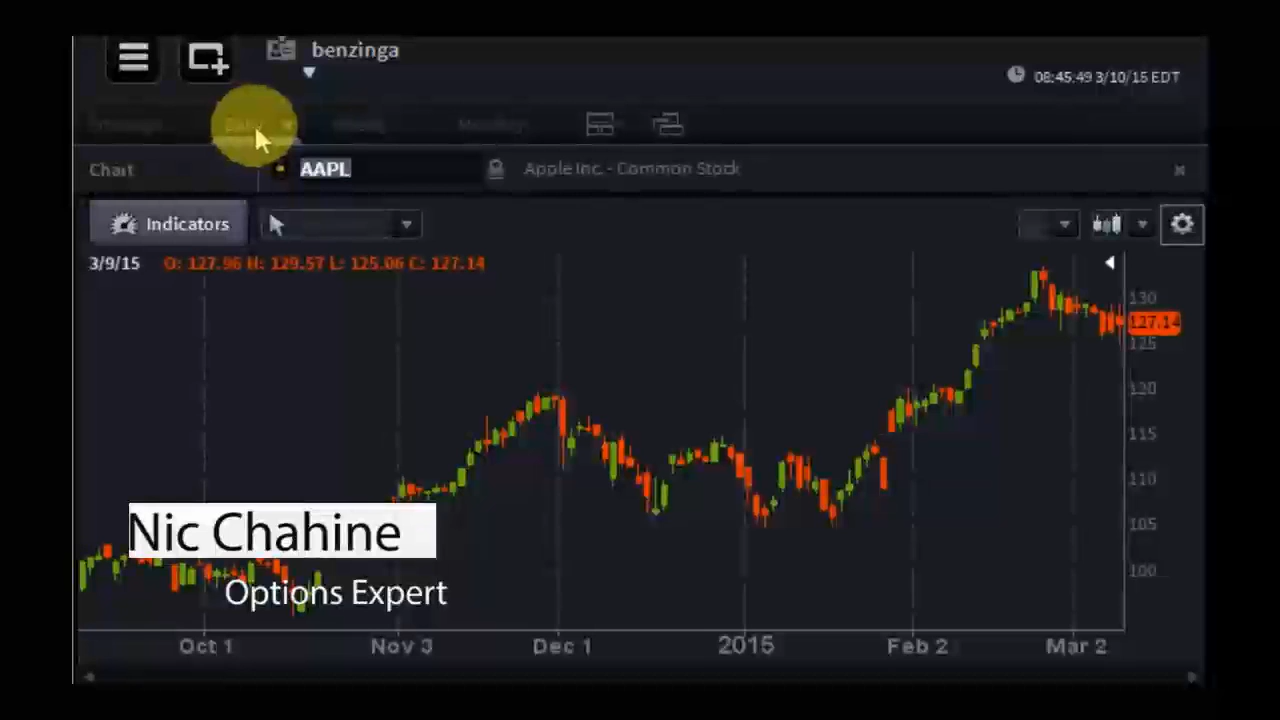 benzinga
08:45:49 3/10/15 EDT
Chart
AAPL
Apple Inc. - Common Stock
Indicators
3/9/15 O: 127.96 H: 129.57 L: 125.06 C: 127.14
130
127.14
125
120
115
110
105
100
Nic Chahine
Options Expert
Oct 1 Nov 3 Dec 1 2015 Feb 2 Mar 2